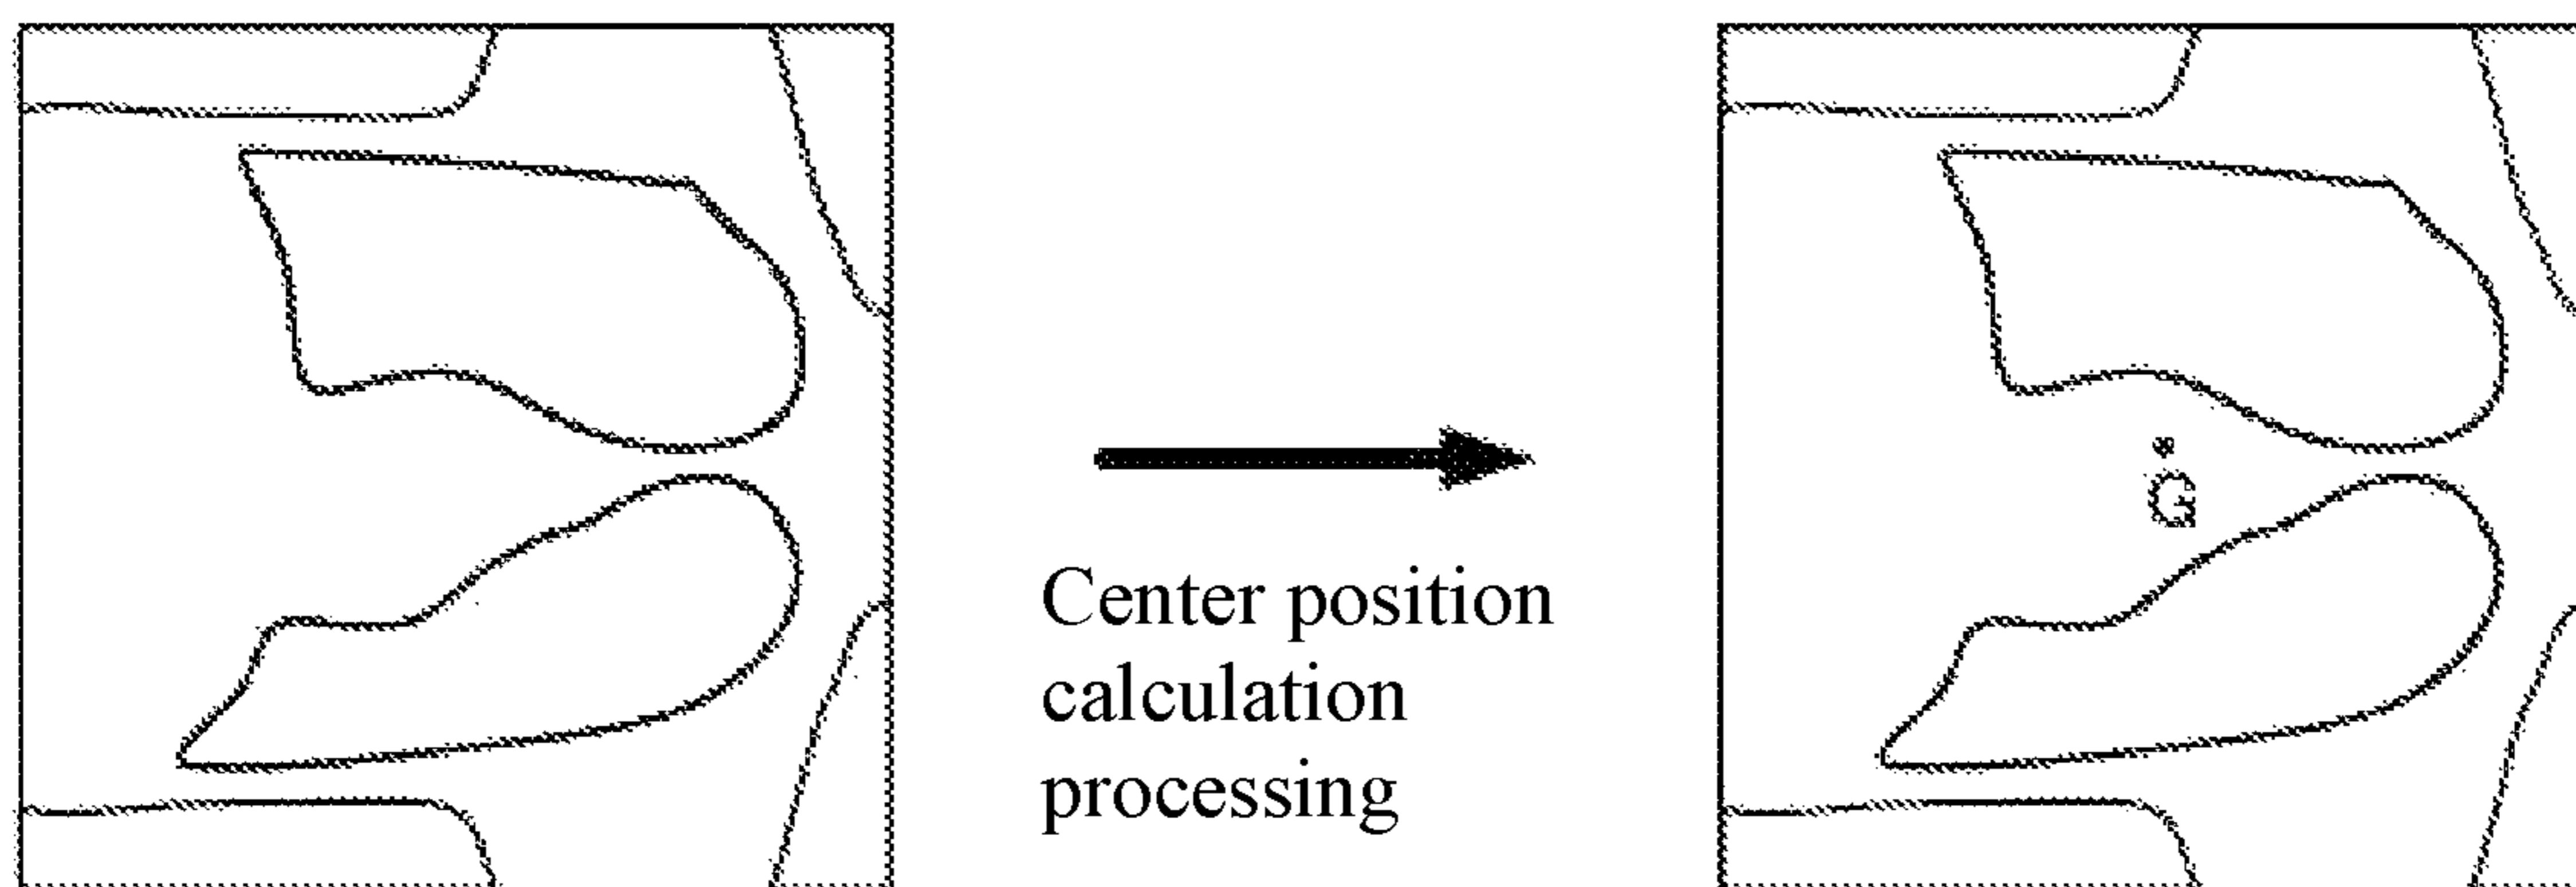 Center position
calculation
processing
G